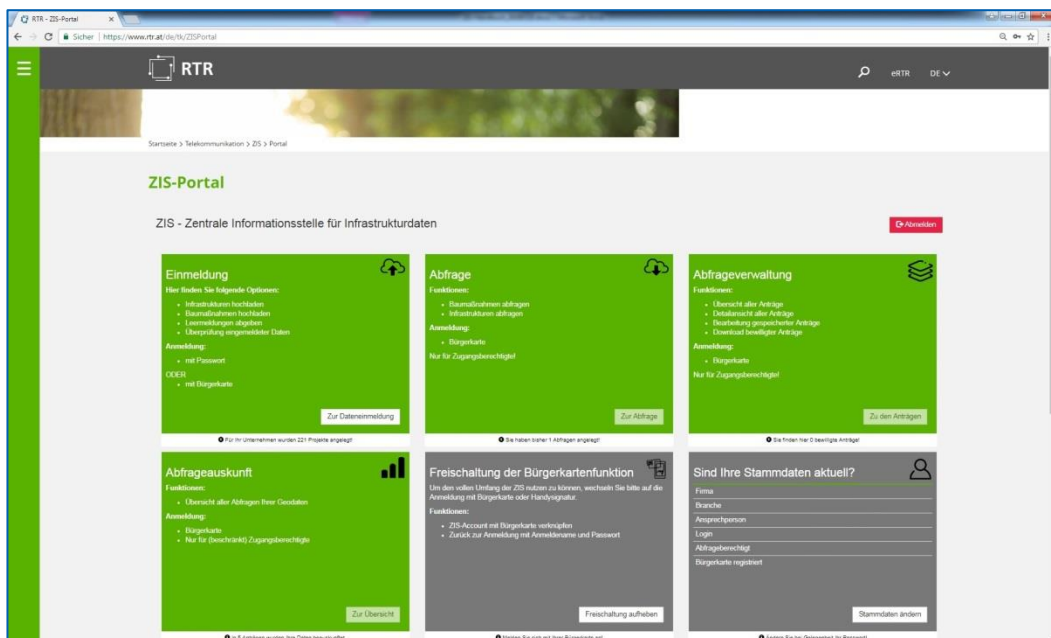 RTR - ZIS-Portal
Sicher | https://www.rtr.at/de/tk/ZISPortal
RTR
eRTR DE
Startseite > Telekommunikation > ZIS > Portal
ZIS-Portal
ZIS - Zentrale Informationsstelle für Infrastrukturdaten
Abmelden
Einmeldung
Hier finden Sie folgende Optionen:
Infrastrukturen hochladen
Baumaßnahmen hochladen
Leermeldungen abgeben
Überprüfung eingemeldeter Daten
Anmeldung:
mit Passwort
ODER
mit Bürgerkarte
Zur Dateneinmeldung
Für Ihr Unternehmen wurden 221 Projekte angelegt!
Abfrage
Funktionen:
Baumaßnahmen abfragen
Infrastrukturen abfragen
Anmeldung:
Bürgerkarte
Nur für Zugangsberechtigte!
Zur Abfrage
Sie haben bisher 1 Abfragen angelegt!
Abfrageverwaltung
Funktionen:
Übersicht aller Anträge
Detailansicht aller Anträge
Bearbeitung gespeicherter Anträge
Download bewilligter Anträge
Anmeldung:
Bürgerkarte
Nur für Zugangsberechtigte!
Zu den Anträgen
Sie finden hier 0 bewilligte Anträge!
Abfrageauskunft
Funktionen:
Übersicht aller Abfragen Ihrer Geodaten
Anmeldung:
Bürgerkarte
Nur für (beschränkt) Zugangsberechtigte
Zur Übersicht
Freischaltung der Bürgerkartenfunktion
Um den vollen Umfang der ZIS nutzen zu können, wechseln Sie bitte auf die
Anmeldung mit Bürgerkarte oder Handysignatur.
Funktionen:
ZIS-Account mit Bürgerkarte verknüpfen
Zurück zur Anmeldung mit Anmeldename und Passwort
Freischaltung aufheben
Sind Ihre Stammdaten aktuell?
Firma
Branche
Ansprechperson
Login
Abfrageberechtigt
Bürgerkarte registriert
Stammdaten ändern